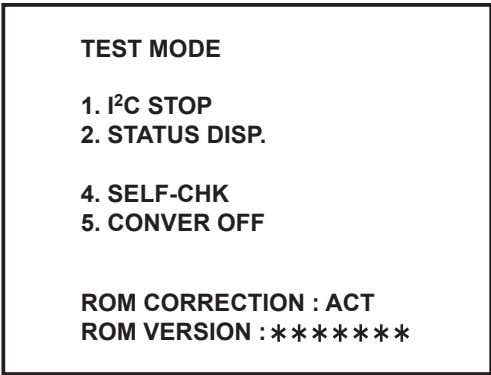 TEST MODE
1. I²C STOP
2. STATUS DISP.
4. SELF-CHK
5. CONVER OFF
ROM CORRECTION : ACT
ROM VERSION : *******